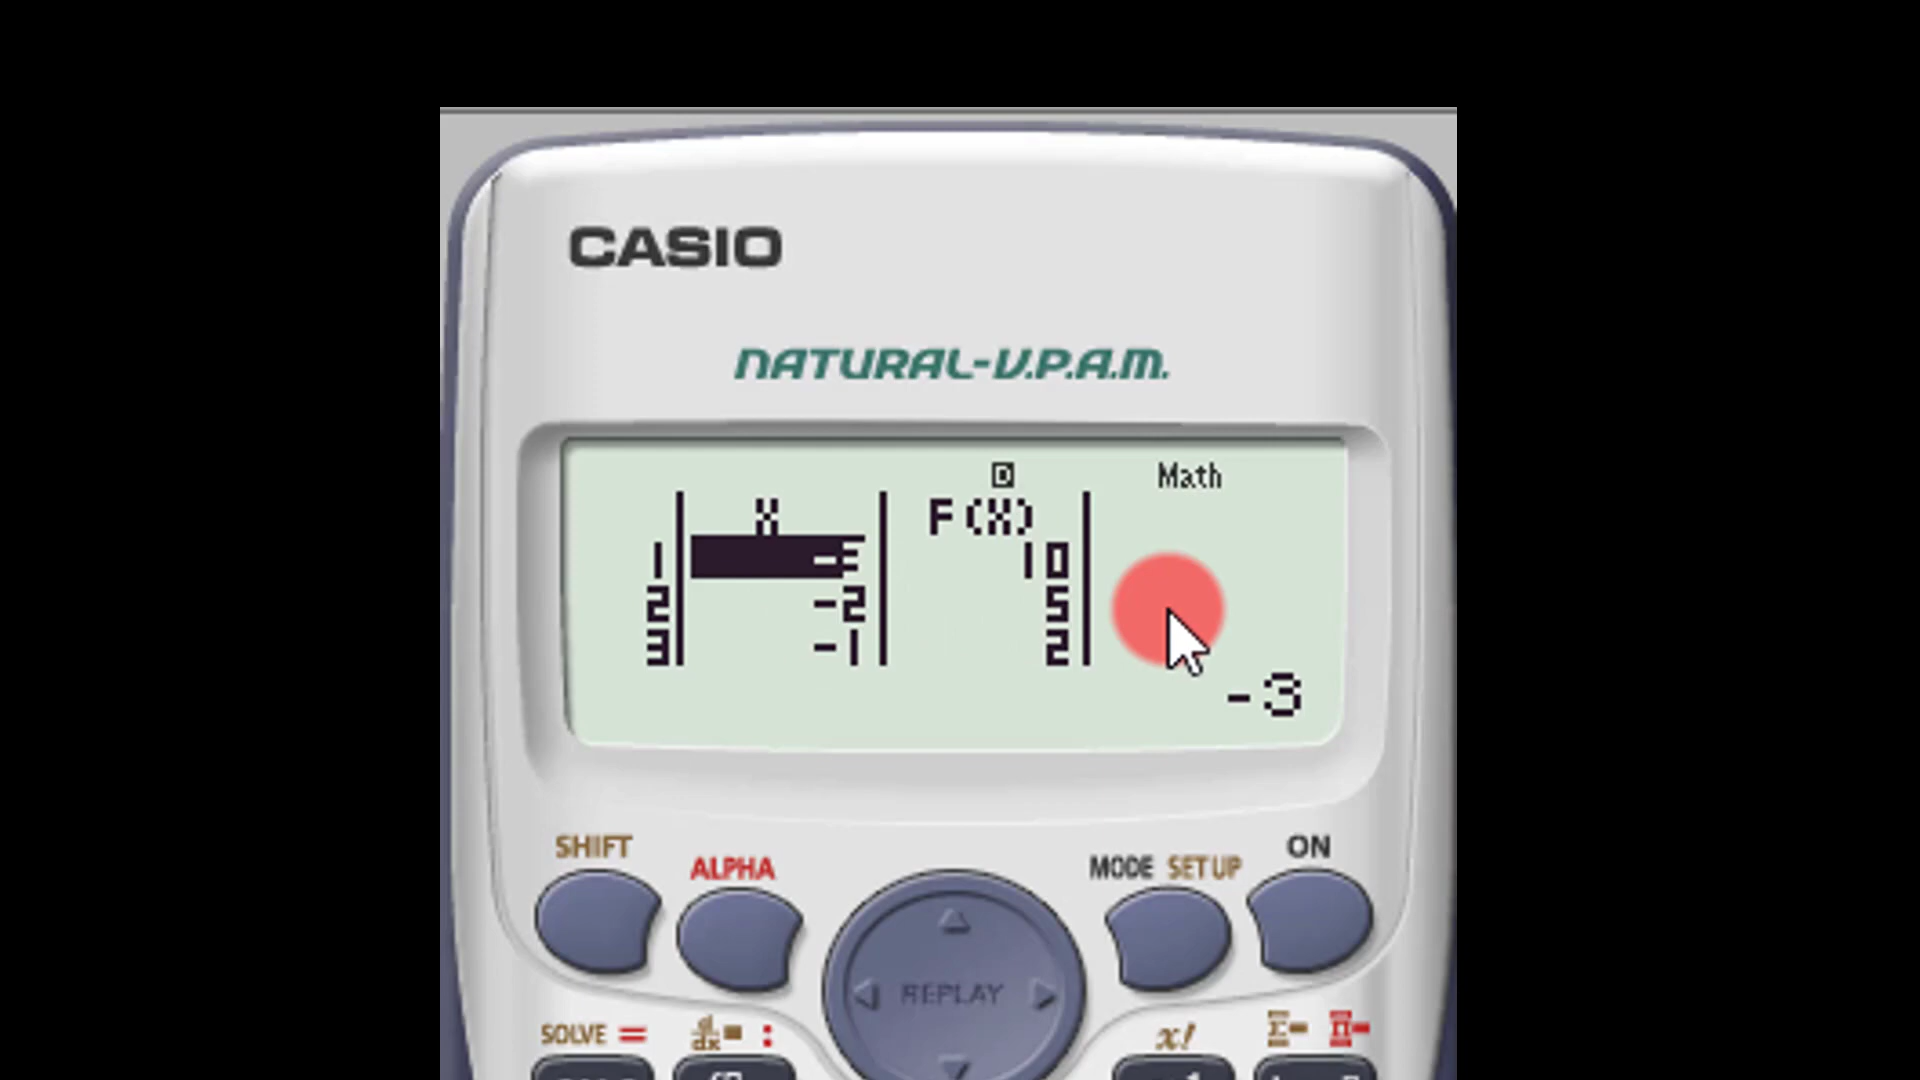 CASIO
NATURAL-V.P.A.M.
D Math
X F(X)
1 -3 10
2 -2 5
3 -1 2
-3
SHIFT ALPHA MODE SETUP ON
REPLAY
SOLVE = d/dx : x! Σ Π